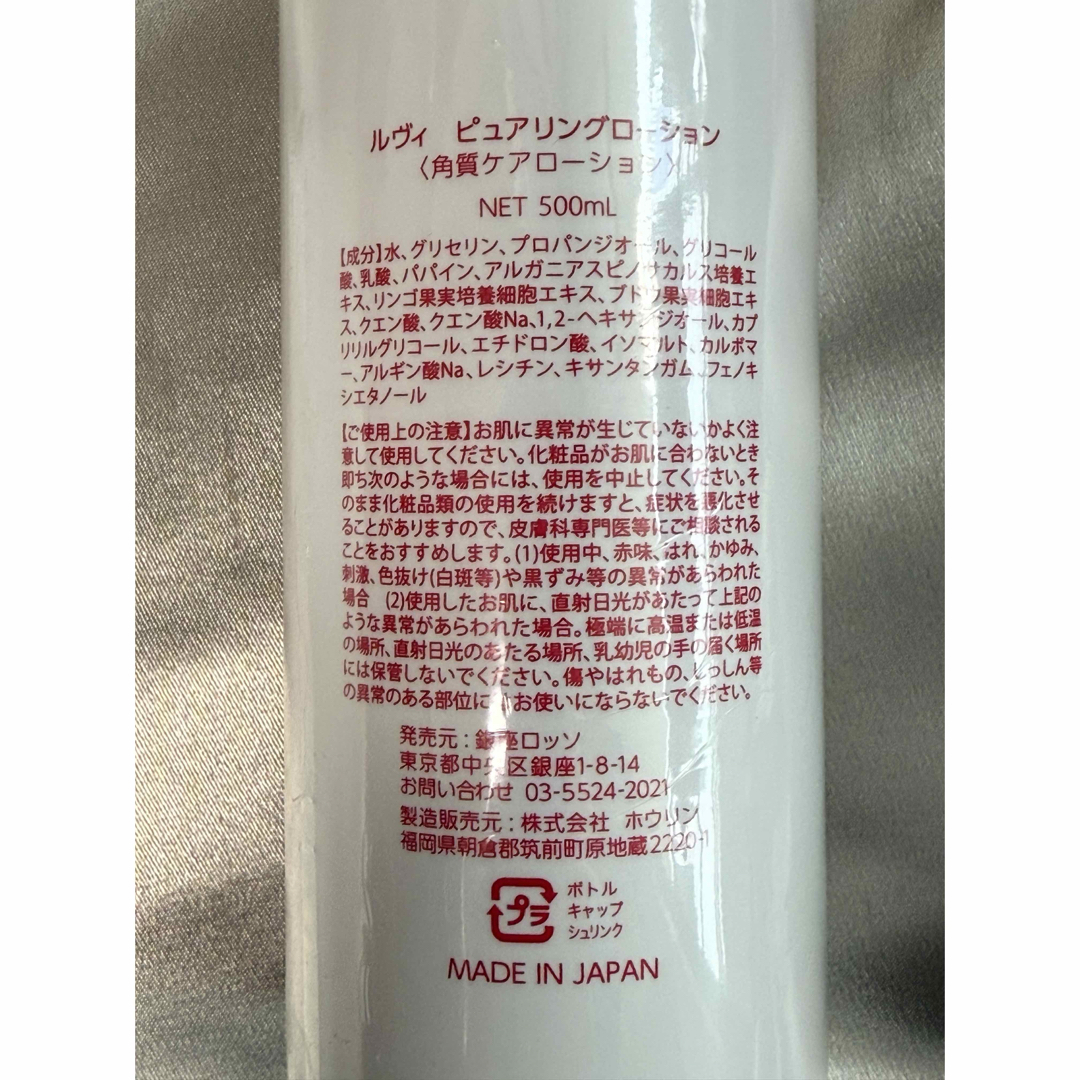 ルヴィ　ピュアリングローション
〈角質ケアローション〉
NET 500mL
【成分】水、グリセリン、プロパンジオール、グリコール
酸、乳酸、パパイン、アルガニアスピノサカルス培養エ
キス、リンゴ果実培養細胞エキス、ブドウ果実細胞エキ
ス、クエン酸、クエン酸Na、1,2-ヘキサンジオール、カプ
リリルグリコール、エチドロン酸、イソマルト、カルボマ
ー、アルギン酸Na、レシチン、キサンタンガム、フェノキ
シエタノール
【ご使用上の注意】お肌に異常が生じていないかよく注
意して使用してください。化粧品がお肌に合わないとき
即ち次のような場合には、使用を中止してください。そ
のまま化粧品類の使用を続けますと、症状を悪化させ
ることがありますので、皮膚科専門医等にご相談される
ことをおすすめします。(1)使用中、赤味、はれ、かゆみ、
刺激、色抜け(白斑等)や黒ずみ等の異常があらわれた
場合　(2)使用したお肌に、直射日光があたって上記の
ような異常があらわれた場合。極端に高温または低温
の場所、直射日光のあたる場所、乳幼児の手の届く場所
には保管しないでください。傷やはれもの、しっしん等
の異常のある部位にはお使いにならないでください。
発売元：銀座ロッソ
東京都中央区銀座1-8-14
お問い合わせ 03-5524-2021
製造販売元：株式会社 ホウリン
福岡県朝倉郡筑前町原地蔵2220-1
プラ
ボトル
キャップ
シュリンク
MADE IN JAPAN